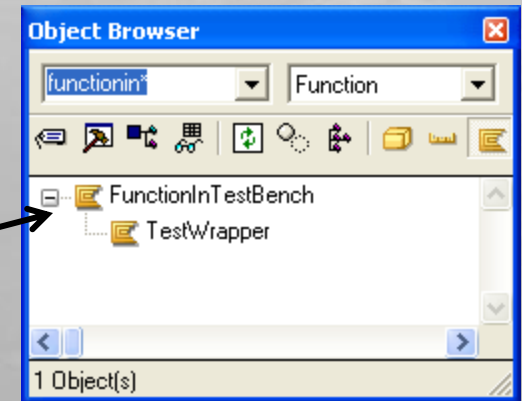 Object Browser
functionin* Function
FunctionInTestBench
TestWrapper
1 Object(s)